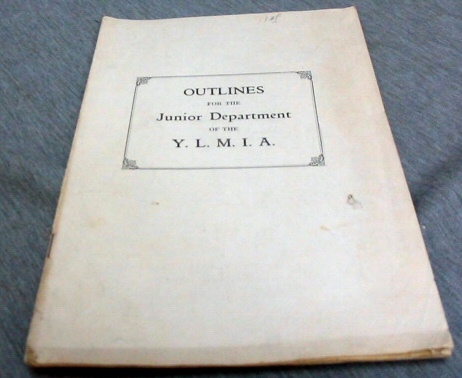 OUTLINES
FOR THE
Junior Department
OF THE
Y. L. M. I. A.